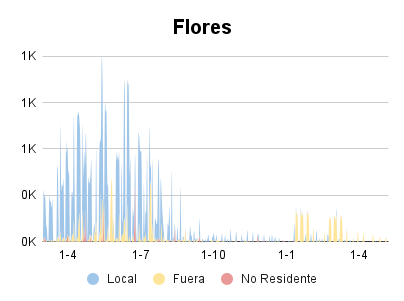 Flores
1K
1K
1K
0K
0K
1-4
1-7
1-10
1-1
1-4
Local
Fuera
No Residente